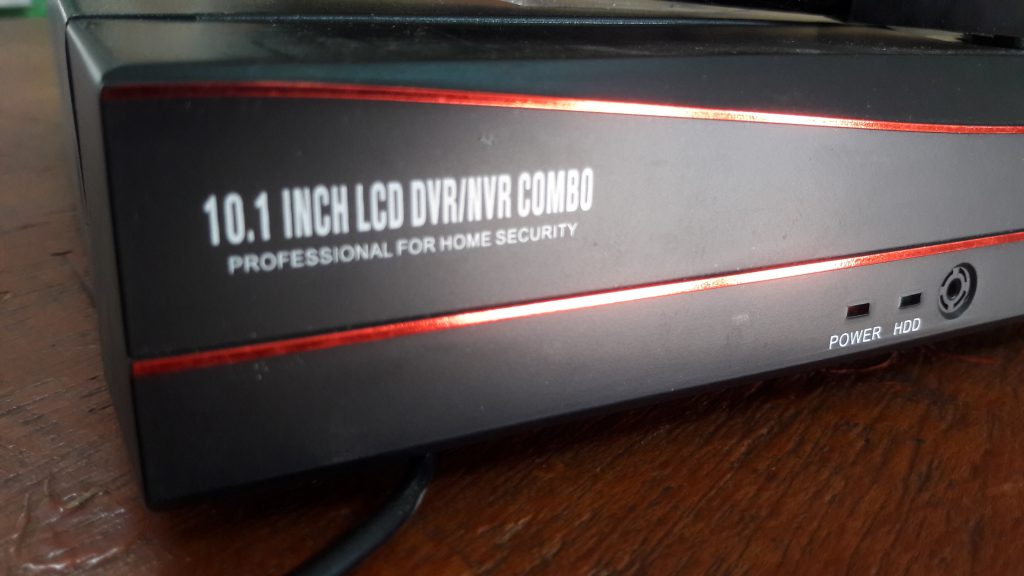 10.1 INCH LCD DVR/NVR COMBO
PROFESSIONAL FOR HOME SECURITY
POWER HDD